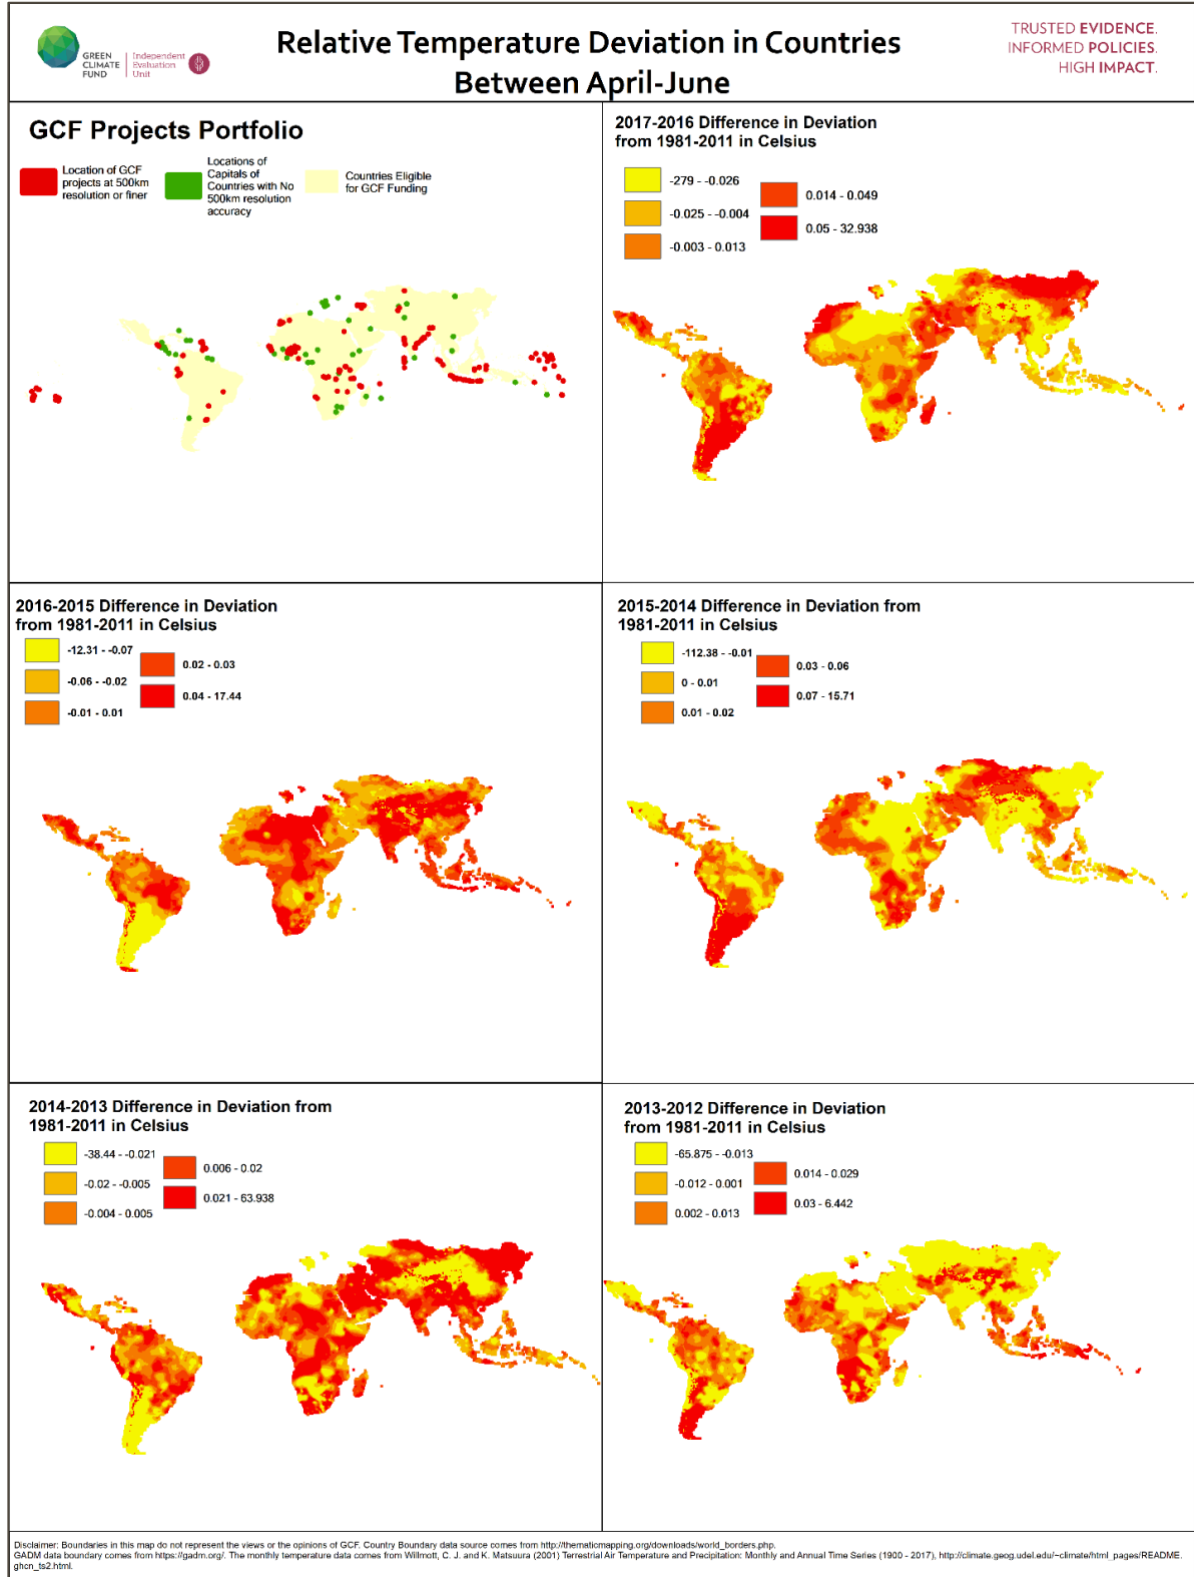 GREEN
CLIMATE
FUND
Independent
Evaluation
Unit
Relative Temperature Deviation in Countries
Between April-June
TRUSTED EVIDENCE.
INFORMED POLICIES.
HIGH IMPACT.
GCF Projects Portfolio
Location of GCF
projects at 500km
resolution or finer
Locations of
Capitals of
Countries with No
500km resolution
accuracy
Countries Eligible
for GCF Funding
2017-2016 Difference in Deviation
from 1981-2011 in Celsius
-279 - -0.026
-0.025 - -0.004
-0.003 - 0.013
0.014 - 0.049
0.05 - 32.938
2016-2015 Difference in Deviation
from 1981-2011 in Celsius
-12.31 - -0.07
-0.06 - -0.02
-0.01 - 0.01
0.02 - 0.03
0.04 - 17.44
2015-2014 Difference in Deviation from
1981-2011 in Celsius
-112.38 - -0.01
0 - 0.01
0.01 - 0.02
0.03 - 0.06
0.07 - 15.71
2014-2013 Difference in Deviation from
1981-2011 in Celsius
-38.44 - -0.021
-0.02 - -0.005
-0.004 - 0.005
0.006 - 0.02
0.021 - 63.938
2013-2012 Difference in Deviation
from 1981-2011 in Celsius
-65.875 - -0.013
-0.012 - 0.001
0.002 - 0.013
0.014 - 0.029
0.03 - 6.442
Disclaimer: Boundaries in this map do not represent the views or the opinions of GCF. Country Boundary data source comes from http://thematicmapping.org/downloads/world_borders.php.
GADM data boundary comes from https://gadm.org/. The monthly temperature data comes from Willmott, C. J. and K. Matsuura (2001) Terrestrial Air Temperature and Precipitation: Monthly and Annual Time Series (1900 - 2017), http://climate.geog.udel.edu/~climate/html_pages/README.
ghcn_ts2.html.